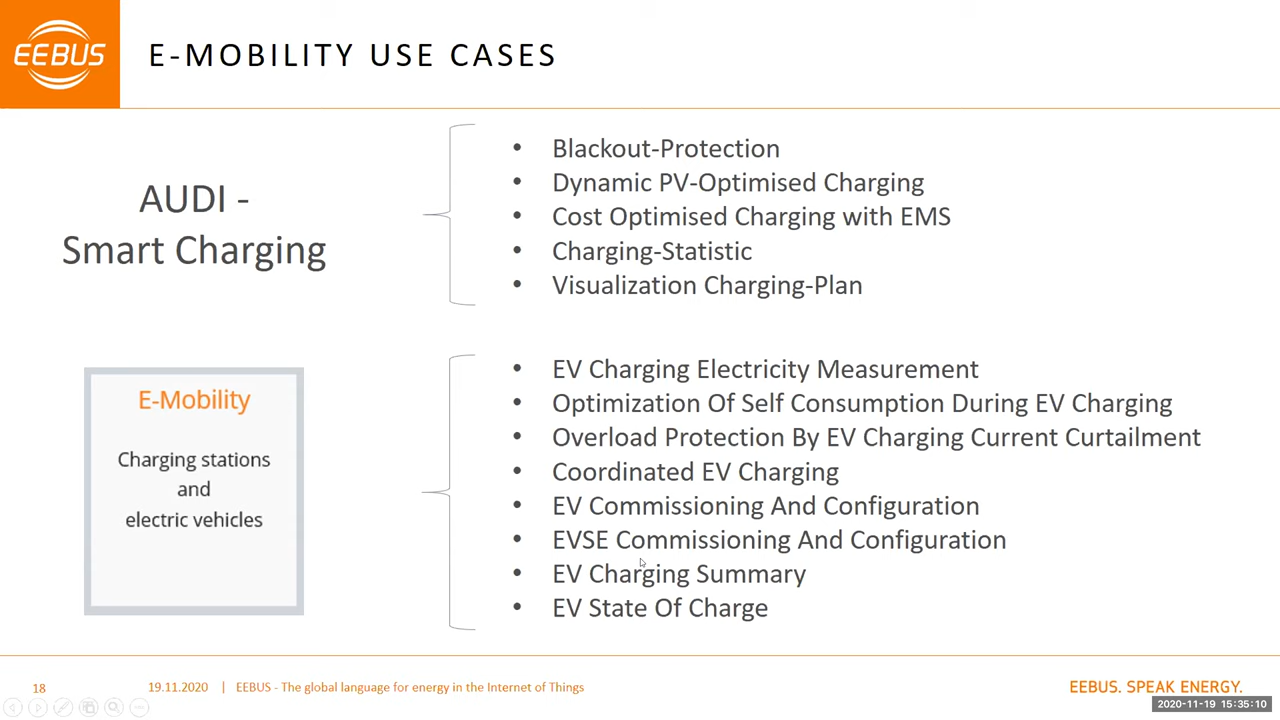 EEBUS
E-MOBILITY USE CASES
AUDI -
Smart Charging
• Blackout-Protection
• Dynamic PV-Optimised Charging
• Cost Optimised Charging with EMS
• Charging-Statistic
• Visualization Charging-Plan
E-Mobility
Charging stations
and
electric vehicles
• EV Charging Electricity Measurement
• Optimization Of Self Consumption During EV Charging
• Overload Protection By EV Charging Current Curtailment
• Coordinated EV Charging
• EV Commissioning And Configuration
• EVSE Commissioning And Configuration
• EV Charging Summary
• EV State Of Charge
18
19.11.2020 | EEBUS - The global language for energy in the Internet of Things
EEBUS. SPEAK ENERGY.
2020-11-19 15:35:10